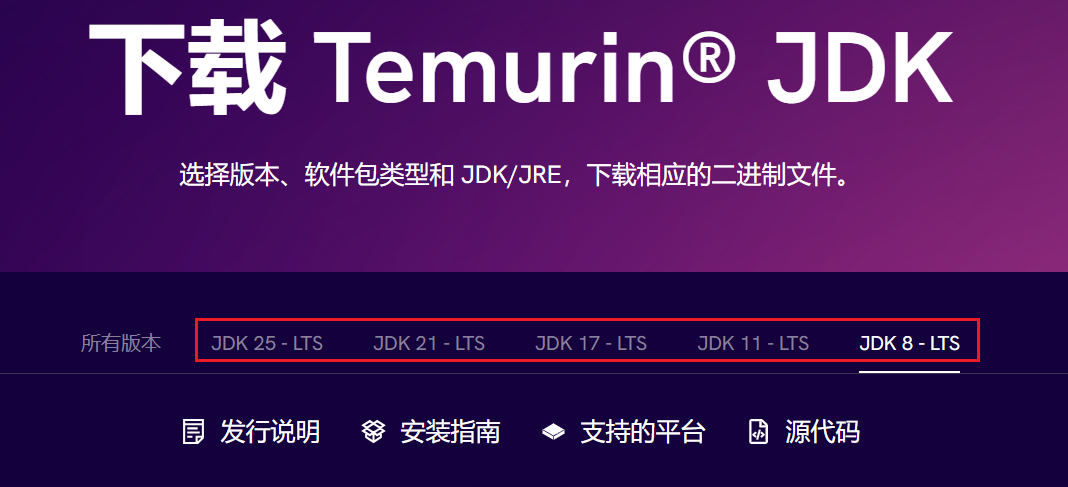 下载 Temurin® JDK
选择版本、软件包类型和 JDK/JRE，下载相应的二进制文件。
所有版本 JDK 25 - LTS JDK 21 - LTS JDK 17 - LTS JDK 11 - LTS JDK 8 - LTS
发行说明 安装指南 支持的平台 源代码